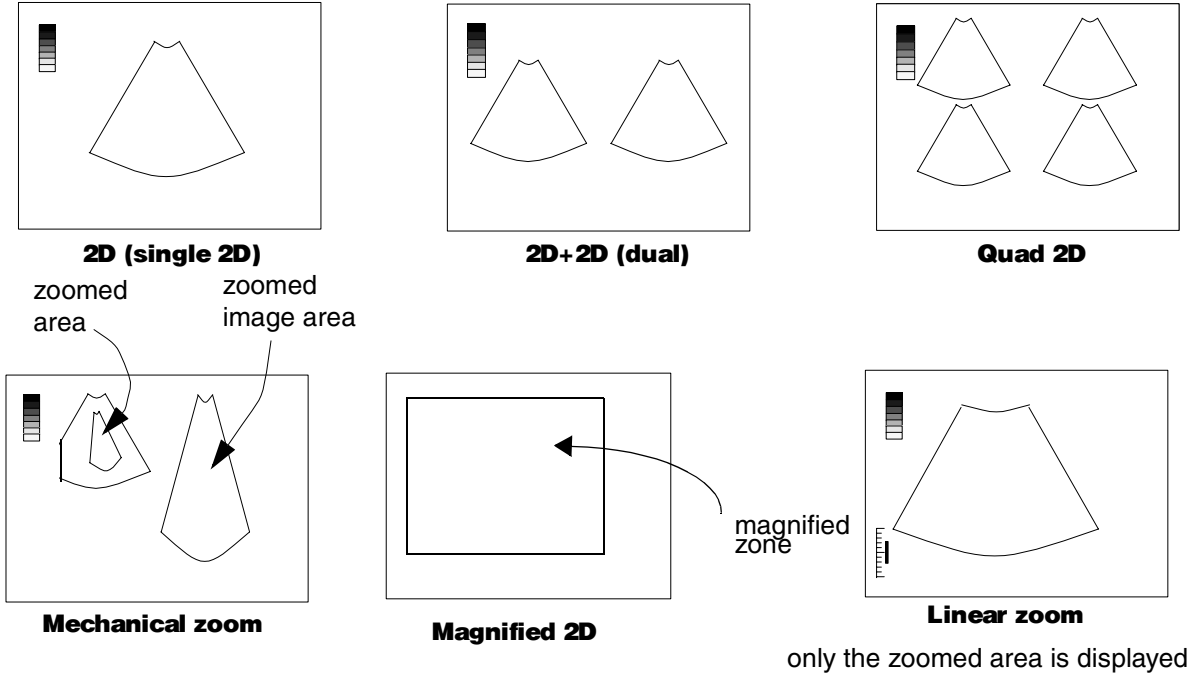 2D (single 2D)
2D+2D (dual)
Quad 2D
zoomed
area
zoomed
image area
magnified
zone
Mechanical zoom
Magnified 2D
Linear zoom
only the zoomed area is displayed